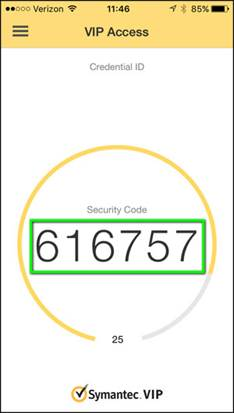 Verizon 11:46 85%
VIP Access
Credential ID
Security Code
616757
25
Symantec. VIP